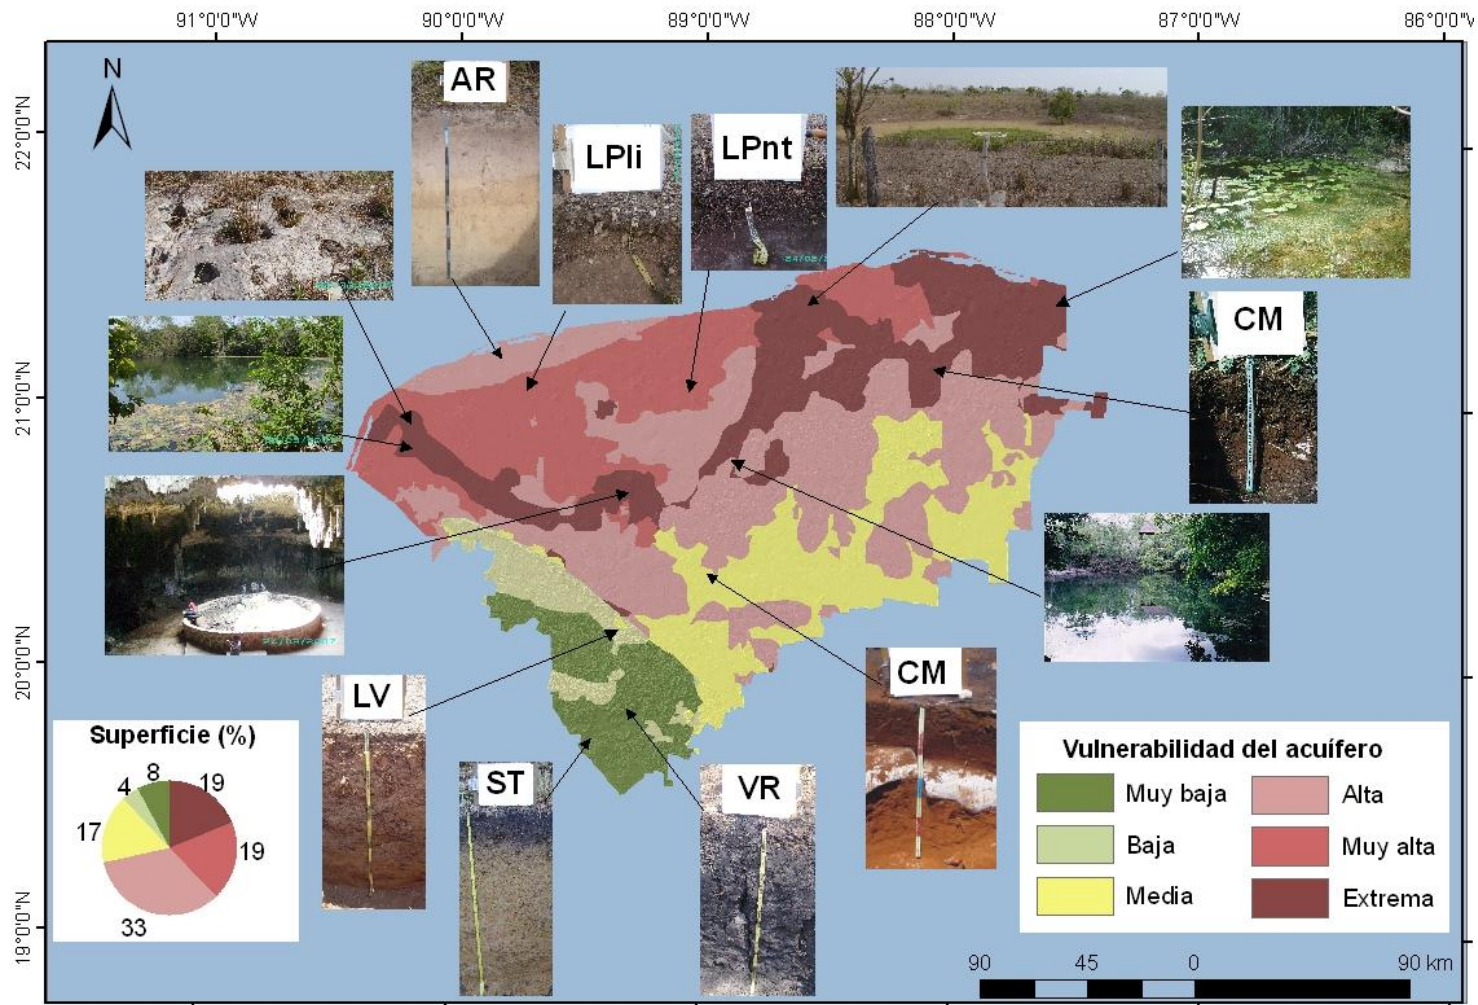 91°0'0"W
90°0'0"W
89°0'0"W
88°0'0"W
87°0'0"W
86°0'0"W
22°0'0"N
21°0'0"N
20°0'0"N
19°0'0"N
N
AR
LPli
LPnt
CM
CM
LV
ST
VR
Superficie (%)
8
19
4
17
19
33
Vulnerabilidad del acuífero
Muy baja
Alta
Baja
Muy alta
Media
Extrema
90
45
0
90 km